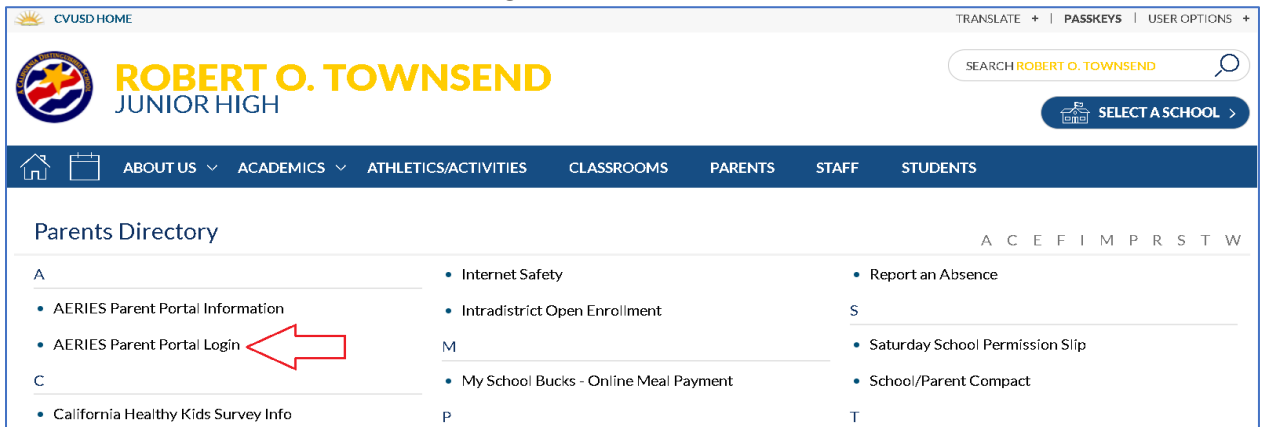 CVUSD HOME
TRANSLATE + | PASSKEYS | USER OPTIONS +
ROBERT O. TOWNSEND
JUNIOR HIGH
SEARCH ROBERT O. TOWNSEND
SELECT A SCHOOL >
ABOUT US ACADEMICS ATHLETICS/ACTIVITIES CLASSROOMS PARENTS STAFF STUDENTS
Parents Directory
A C E F I M P R S T W
A
• AERIES Parent Portal Information
• AERIES Parent Portal Login
C
• California Healthy Kids Survey Info
• Internet Safety
• Intradistrict Open Enrollment
M
• My School Bucks - Online Meal Payment
P
• Report an Absence
S
• Saturday School Permission Slip
• School/Parent Compact
T